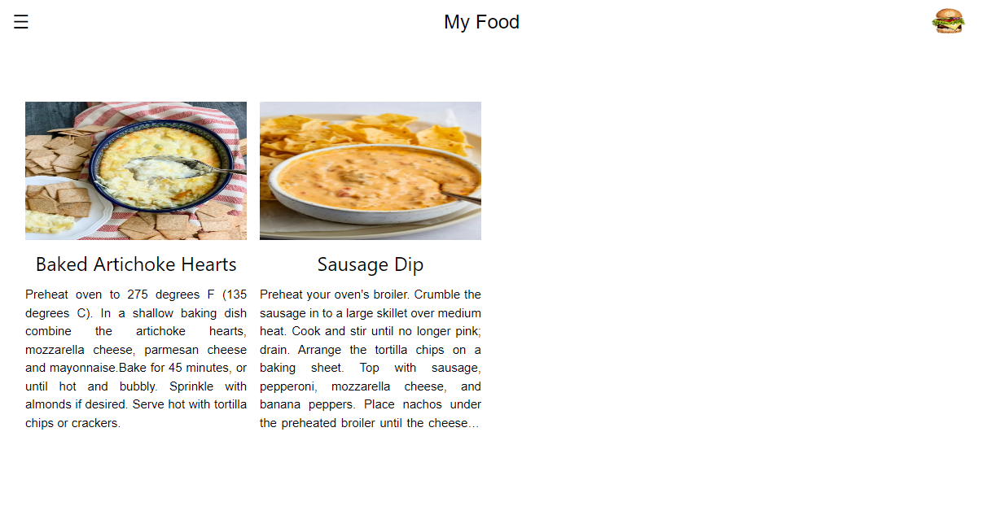 ☰
My Food
Baked Artichoke Hearts
Preheat oven to 275 degrees F (135
degrees C). In a shallow baking dish
combine the artichoke hearts,
mozzarella cheese, parmesan cheese
and mayonnaise.Bake for 45 minutes, or
until hot and bubbly. Sprinkle with
almonds if desired. Serve hot with tortilla
chips or crackers.
Sausage Dip
Preheat your oven's broiler. Crumble the
sausage in to a large skillet over medium
heat. Cook and stir until no longer pink;
drain. Arrange the tortilla chips on a
baking sheet. Top with sausage,
pepperoni, mozzarella cheese, and
banana peppers. Place nachos under
the preheated broiler until the cheese…